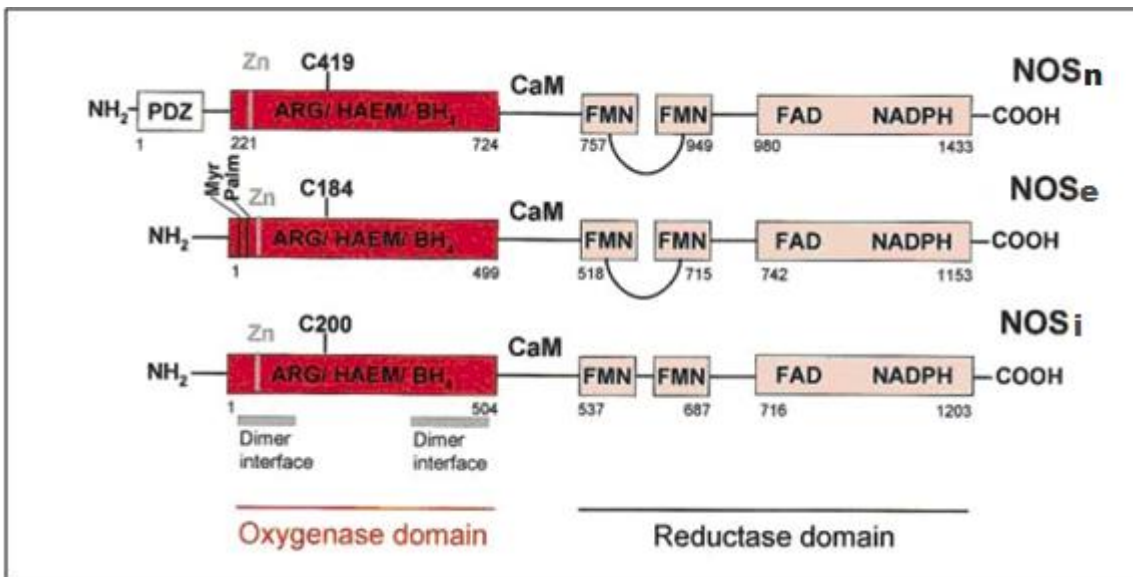 Zn C419 CaM NOSn
NH2 PDZ ARG/ HAEM/ BH4 FMN FMN FAD NADPH COOH
1 221 724 757 949 980 1433
Myr
Palm
Zn C184 CaM NOSe
NH2 ARG/ HAEM/ BH4 FMN FMN FAD NADPH COOH
1 499 518 715 742 1153
Zn C200 CaM NOSi
NH2 ARG/ HAEM/ BH4 FMN FMN FAD NADPH COOH
1 504 537 687 716 1203
Dimer interface Dimer interface
Oxygenase domain Reductase domain